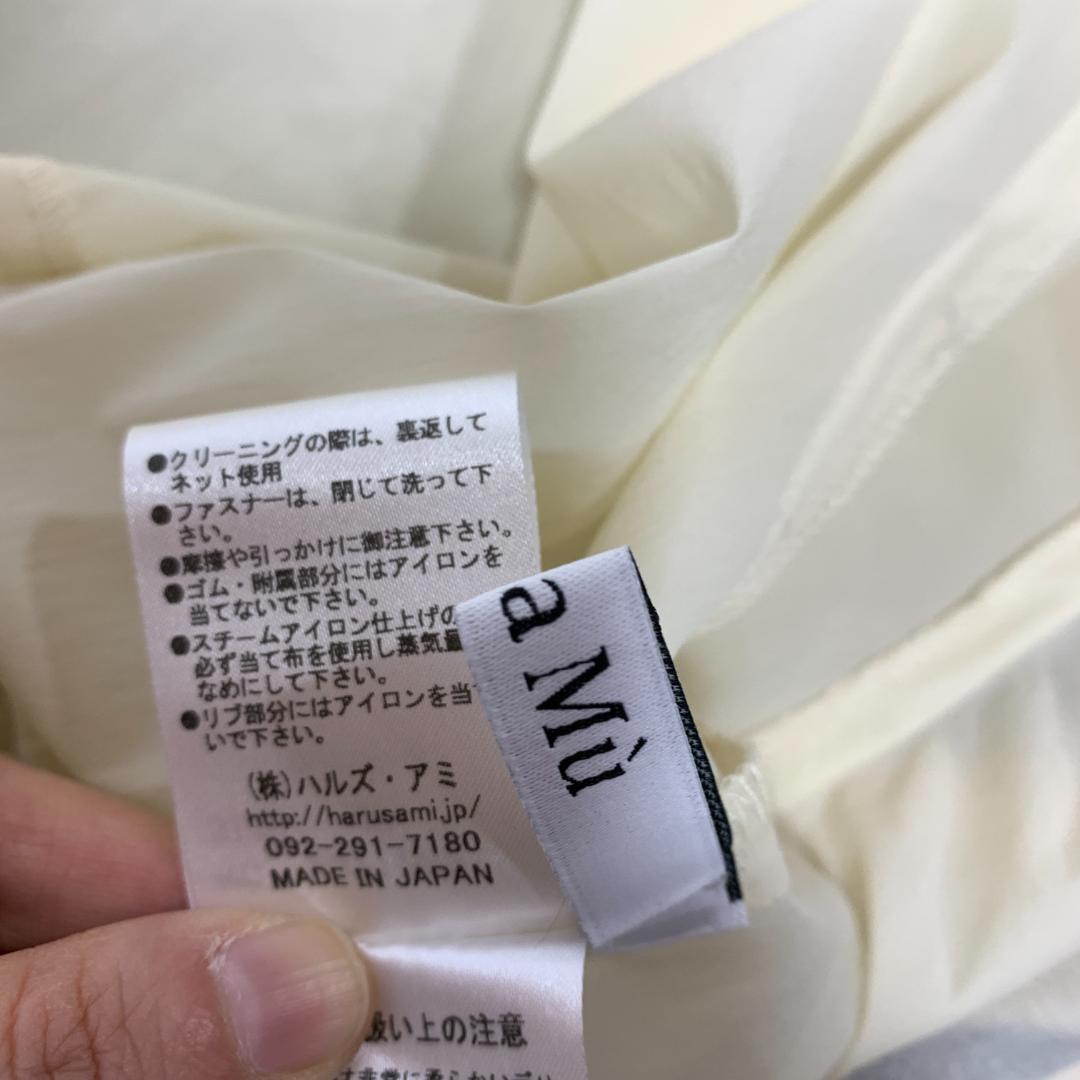 ●クリーニングの際は、裏返して
ネット使用
●ファスナーは、閉じて洗って下
さい。
●摩擦や引っかけに御注意下さい。
●ゴム・附属部分にはアイロンを
当てないで下さい。
●スチームアイロン仕上げの
必ず当て布を使用し蒸気量
なめにして下さい。
●リブ部分にはアイロンを当
いで下さい。
(株)ハルズ・アミ
http://harusami.jp/
092-291-7180
MADE IN JAPAN
a Mù
扱い上の注意
非常に柔らかい